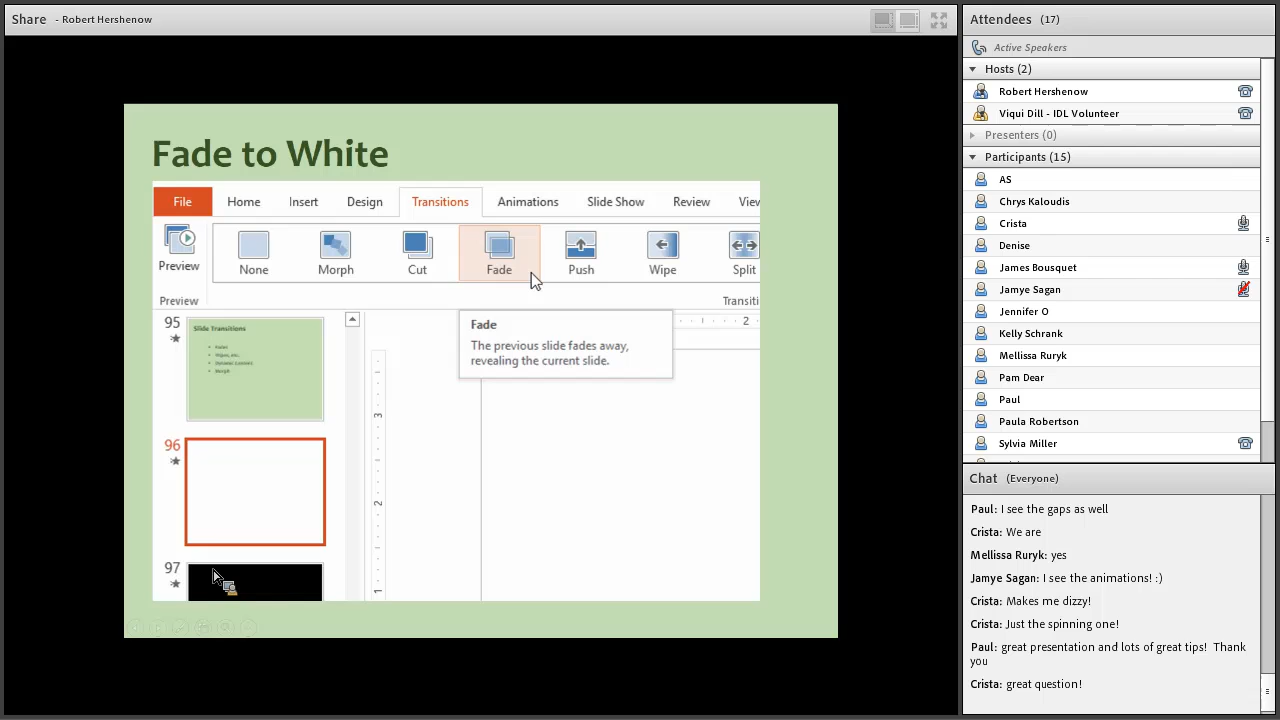 Share - Robert Hershenow
Fade to White
File Home Insert Design Transitions Animations Slide Show Review View
Preview None Morph Cut Fade Push Wipe Split
Preview Transiti
95
Slide Transitions
96
97
Fade
The previous slide fades away,
revealing the current slide.
2
3
2
1
Attendees (17)
Active Speakers
Hosts (2)
Robert Hershenow
Viqui Dill - IDL Volunteer
Presenters (0)
Participants (15)
AS
Chrys Kaloudis
Crista
Denise
James Bousquet
Jamye Sagan
Jennifer O
Kelly Schrank
Mellissa Ruryk
Pam Dear
Paul
Paula Robertson
Sylvia Miller
Chat (Everyone)
Paul: I see the gaps as well
Crista: We are
Mellissa Ruryk: yes
Jamye Sagan: I see the animations! :)
Crista: Makes me dizzy!
Crista: Just the spinning one!
Paul: great presentation and lots of great tips! Thank
you
Crista: great question!